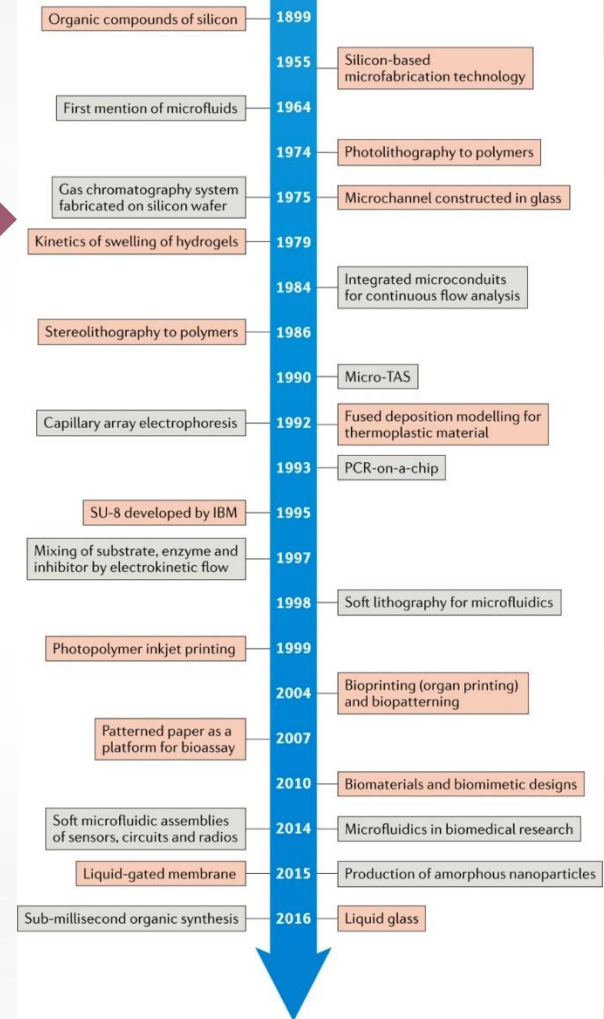 Organic compounds of silicon
1899
1955
Silicon-based
microfabrication technology
First mention of microfluids
1964
1974
Photolithography to polymers
Gas chromatography system
fabricated on silicon wafer
1975
Microchannel constructed in glass
Kinetics of swelling of hydrogels
1979
1984
Integrated microconduits
for continuous flow analysis
Stereolithography to polymers
1986
1990
Micro-TAS
Capillary array electrophoresis
1992
Fused deposition modelling for
thermoplastic material
1993
PCR-on-a-chip
SU-8 developed by IBM
1995
Mixing of substrate, enzyme and
inhibitor by electrokinetic flow
1997
1998
Soft lithography for microfluidics
Photopolymer inkjet printing
1999
2004
Bioprinting (organ printing)
and biopatterning
Patterned paper as a
platform for bioassay
2007
2010
Biomaterials and biomimetic designs
Soft microfluidic assemblies
of sensors, circuits and radios
2014
Microfluidics in biomedical research
Liquid-gated membrane
2015
Production of amorphous nanoparticles
Sub-millisecond organic synthesis
2016
Liquid glass